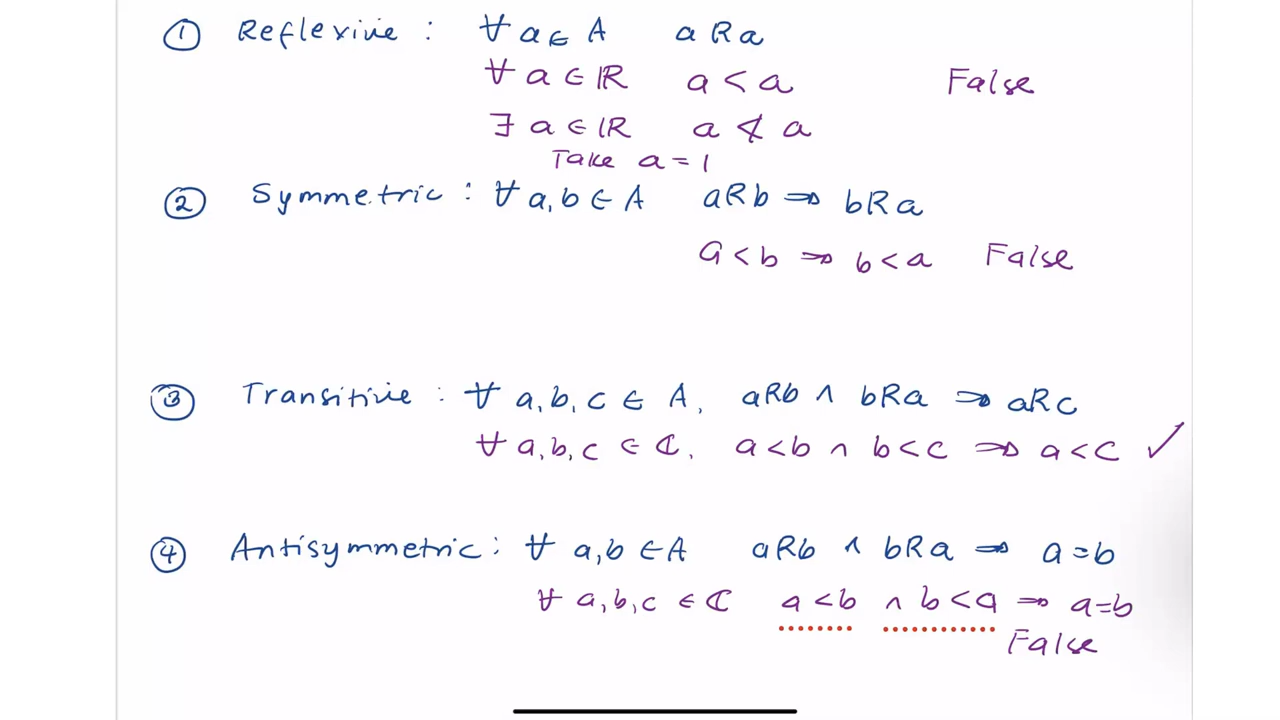 ① Reflexive : ∀ a ∈ A aRa
∀ a ∈ ℝ a < a False
∃ a ∈ ℝ a ≮ a
Take a = 1
② Symmetric : ∀ a,b ∈ A aRb ⇒ bRa
a < b ⇒ b < a False
③ Transitive : ∀ a,b,c ∈ A, aRb ∧ bRa ⇒ aRc
∀ a,b,c ∈ ℂ, a<b ∧ b<c ⇒ a<c ✓
④ Antisymmetric : ∀ a,b ∈ A aRb ∧ bRa ⇒ a=b
∀ a,b,c ∈ ℂ a<b ∧ b<a ⇒ a=b
False